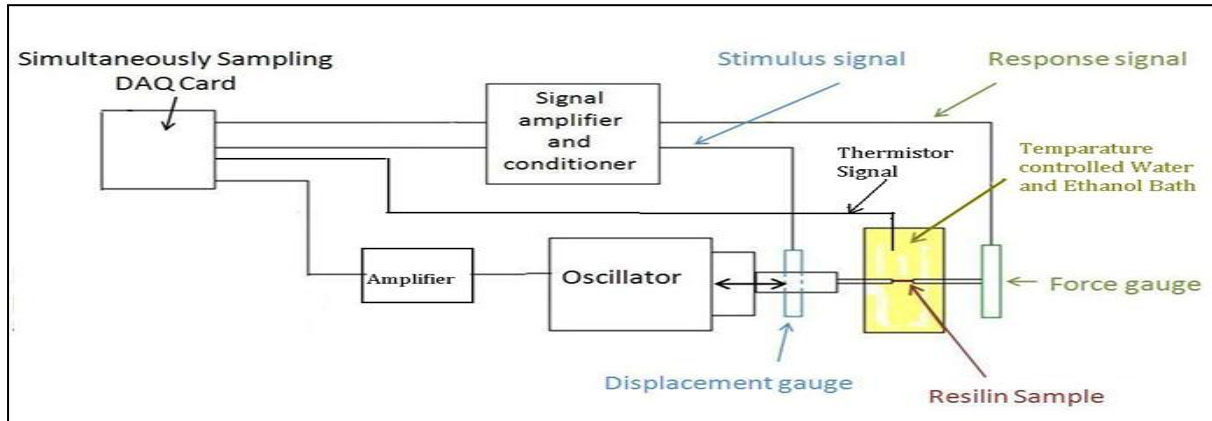 Simultaneously Sampling
DAQ Card
Signal
amplifier
and
conditioner
Stimulus signal
Response signal
Thermistor
Signal
Temparature
controlled Water
and Ethanol Bath
Amplifier
Oscillator
Force gauge
Displacement gauge
Resilin Sample